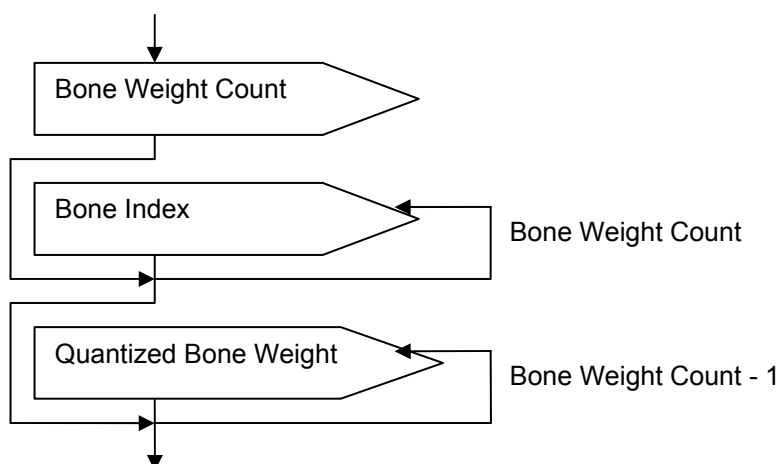 Bone Weight Count
Bone Index
Bone Weight Count
Quantized Bone Weight
Bone Weight Count - 1